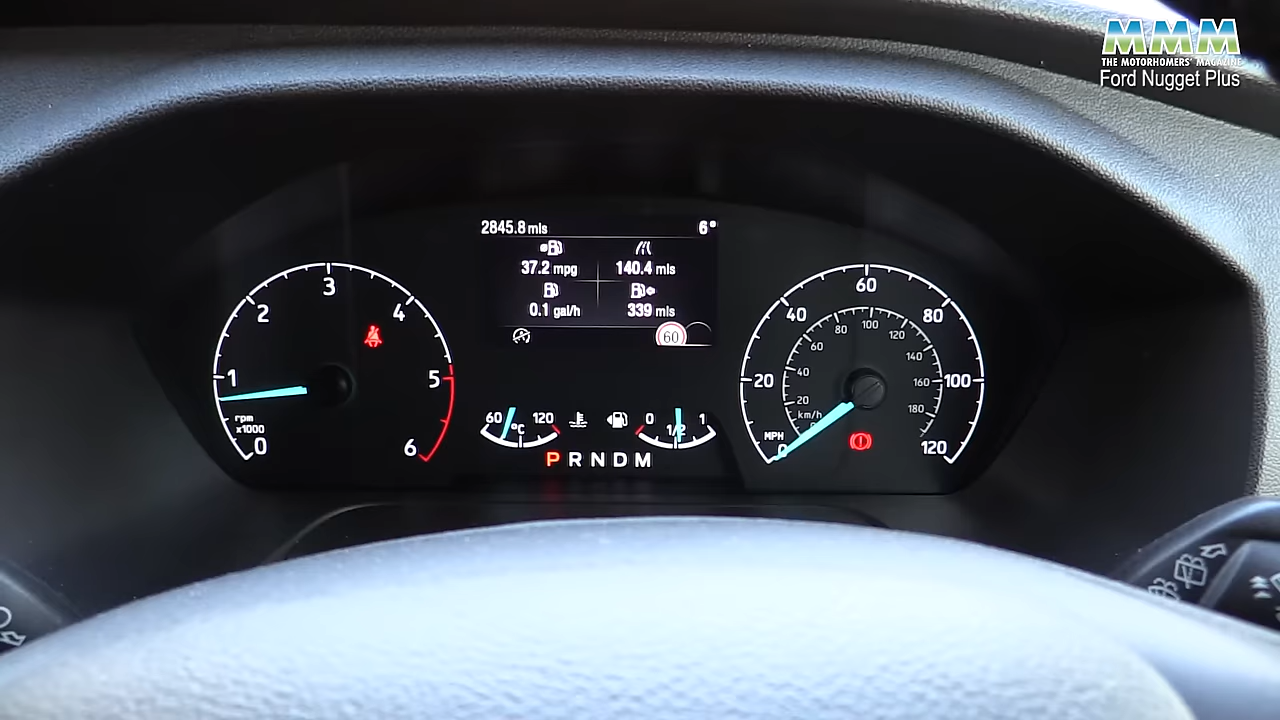 MMM
THE MOTORHOMERS' MAGAZINE
Ford Nugget Plus
2845.8 mls 6°
37.2 mpg 140.4 mls
0.1 gal/h 339 mls
60
0 1 2 3 4 5 6
rpm
x1000
60 °C 120
0 1/2 1
P R N D M
0 20 40 60 80 100 120
MPH
20 40 60 80 100 120 140 160 180
km/h